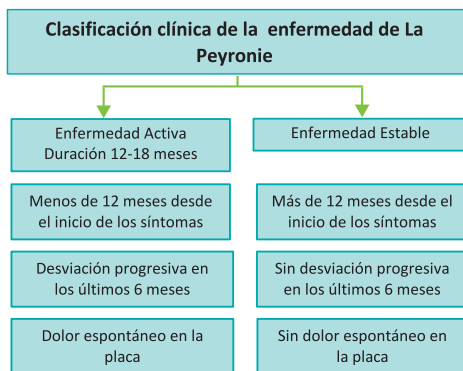 Clasificación clínica de la enfermedad de La
Peyronie
Enfermedad Activa
Duración 12-18 meses
Enfermedad Estable
Menos de 12 meses desde
el inicio de los síntomas
Más de 12 meses desde el
inicio de los síntomas
Desviación progresiva en
los últimos 6 meses
Sin desviación progresiva
en los últimos 6 meses
Dolor espontáneo en la
placa
Sin dolor espontáneo en
la placa